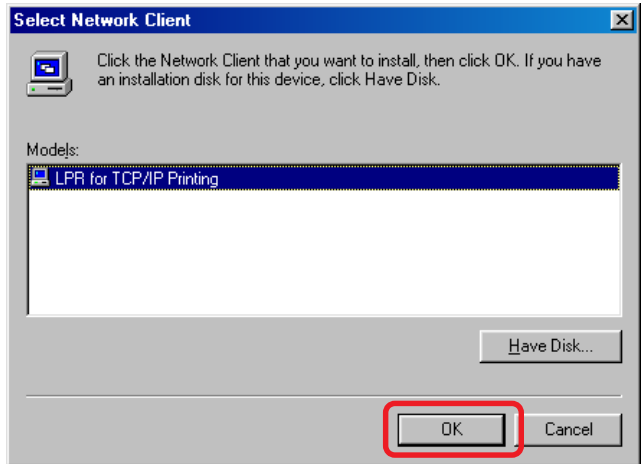 Select Network Client
Click the Network Client that you want to install, then click OK. If you have
an installation disk for this device, click Have Disk.
Models:
LPR for TCP/IP Printing
Have Disk...
OK
Cancel